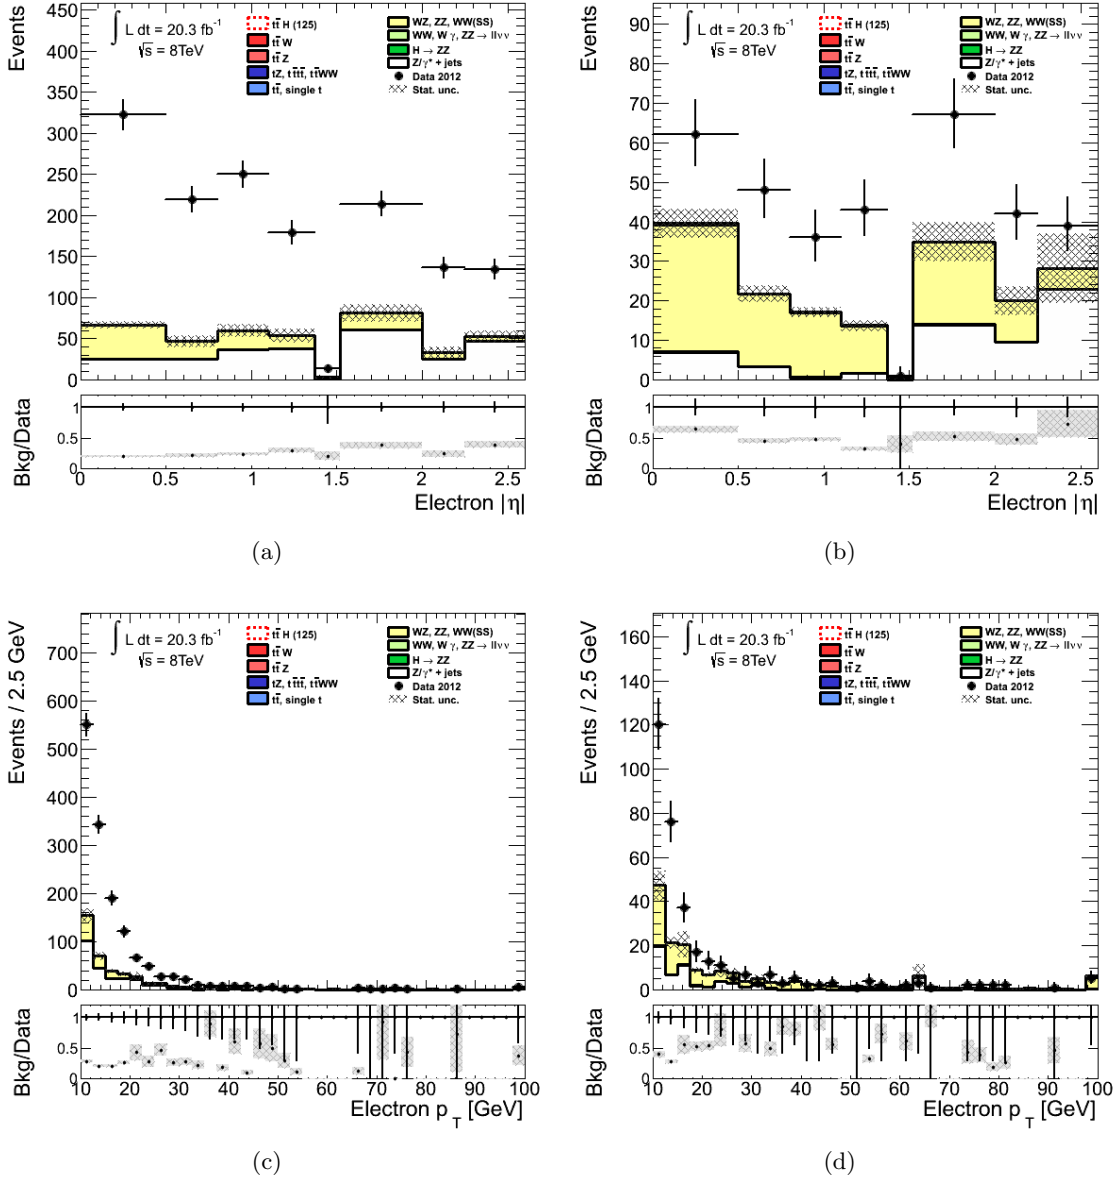 Events
450
400
350
300
250
200
150
100
50
0
∫ L dt = 20.3 fb⁻¹
√s = 8TeV
tt̄ H (125)
tt̄ W
tt̄ Z
tZ, tt̄tt̄, tt̄WW
tt̄, single t
WZ, ZZ, WW(SS)
WW, W γ, ZZ → llνν
H → ZZ
Z/γ* + jets
Data 2012
Stat. unc.
Bkg/Data
1
0.5
0
0 0.5 1 1.5 2 2.5
Electron |η|
(a)
Events
90
80
70
60
50
40
30
20
10
0
∫ L dt = 20.3 fb⁻¹
√s = 8TeV
tt̄ H (125)
tt̄ W
tt̄ Z
tZ, tt̄tt̄, tt̄WW
tt̄, single t
WZ, ZZ, WW(SS)
WW, W γ, ZZ → llνν
H → ZZ
Z/γ* + jets
Data 2012
Stat. unc.
Bkg/Data
1
0.5
0
0 0.5 1 1.5 2 2.5
Electron |η|
(b)
Events / 2.5 GeV
700
600
500
400
300
200
100
0
∫ L dt = 20.3 fb⁻¹
√s = 8TeV
tt̄ H (125)
tt̄ W
tt̄ Z
tZ, tt̄tt̄, tt̄WW
tt̄, single t
WZ, ZZ, WW(SS)
WW, W γ, ZZ → llνν
H → ZZ
Z/γ* + jets
Data 2012
Stat. unc.
Bkg/Data
1
0.5
0
10 20 30 40 50 60 70 80 90 100
Electron p_T [GeV]
(c)
Events / 2.5 GeV
160
140
120
100
80
60
40
20
0
∫ L dt = 20.3 fb⁻¹
√s = 8TeV
tt̄ H (125)
tt̄ W
tt̄ Z
tZ, tt̄tt̄, tt̄WW
tt̄, single t
WZ, ZZ, WW(SS)
WW, W γ, ZZ → llνν
H → ZZ
Z/γ* + jets
Data 2012
Stat. unc.
Bkg/Data
1
0.5
0
10 20 30 40 50 60 70 80 90 100
Electron p_T [GeV]
(d)